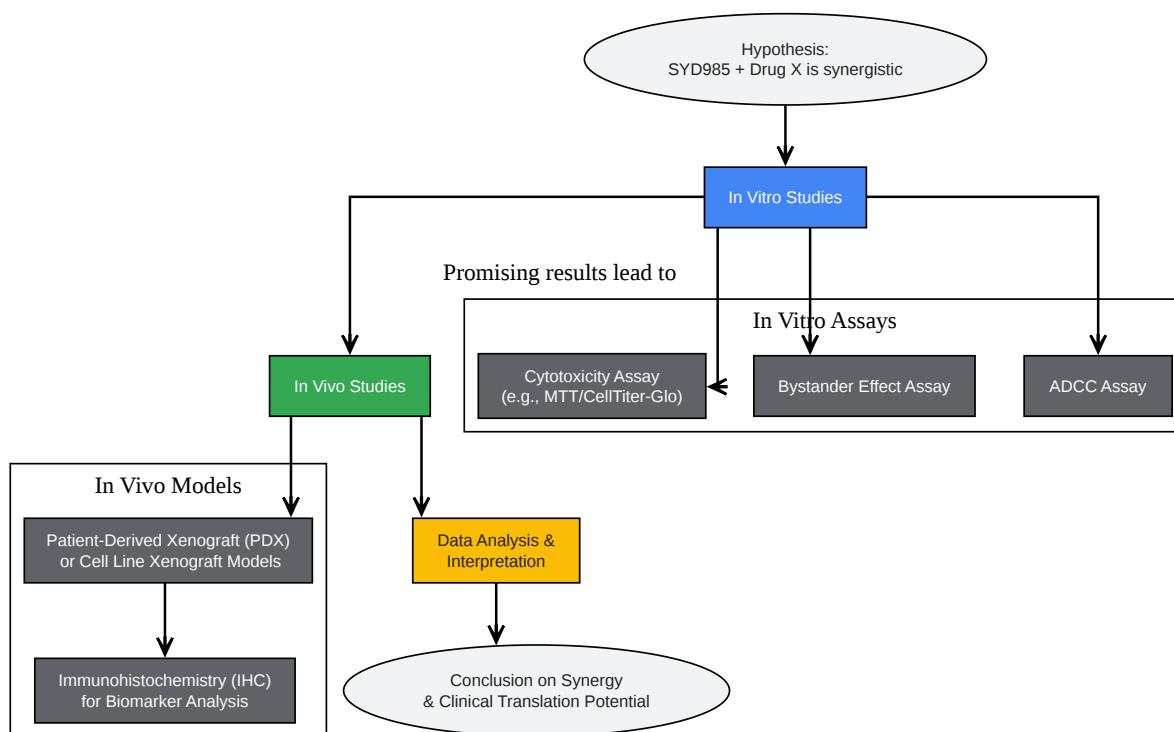 Hypothesis:
SYD985 + Drug X is synergistic
In Vitro Studies
Promising results lead to
In Vitro Assays
In Vivo Studies
Cytotoxicity Assay
(e.g., MTT/CellTiter-Glo)
Bystander Effect Assay
ADCC Assay
In Vivo Models
Patient-Derived Xenograft (PDX)
or Cell Line Xenograft Models
Data Analysis &
Interpretation
Immunohistochemistry (IHC)
for Biomarker Analysis
Conclusion on Synergy
& Clinical Translation Potential